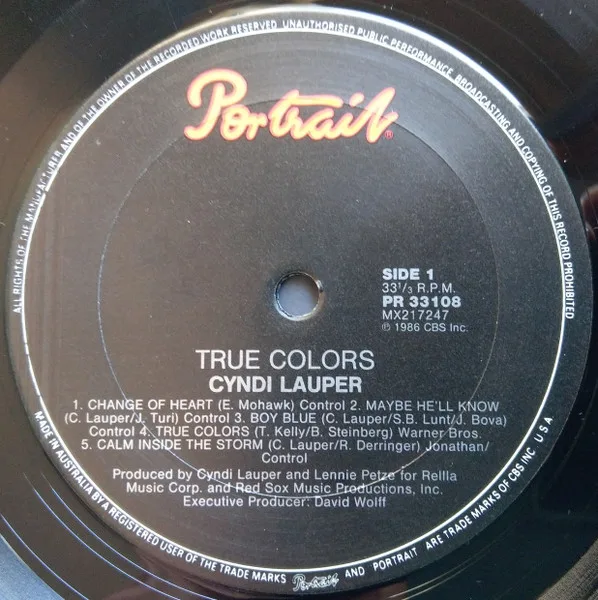 ALL RIGHTS OF THE MANUFACTURER AND OF THE OWNER OF THE RECORDED WORK RESERVED UNAUTHORISED PUBLIC PERFORMANCE, BROADCASTING AND COPYING OF THIS RECORD PROHIBITED
Portrait®
SIDE 1
33 1/3 R.P.M.
PR 33108
MX217247
℗ 1986 CBS Inc.
TRUE COLORS
CYNDI LAUPER
1. CHANGE OF HEART (E. Mohawk) Control 2. MAYBE HE'LL KNOW
(C. Lauper/J. Turi) Control 3. BOY BLUE (C. Lauper/S.B. Lunt/J. Bova)
Control 4. TRUE COLORS (T. Kelly/B. Steinberg) Warner Bros.
5. CALM INSIDE THE STORM (C. Lauper/R. Derringer) Jonathan/
Control
Produced by Cyndi Lauper and Lennie Petze for Rellla
Music Corp. and Red Sox Music Productions, Inc.
Executive Producer: David Wolff
MADE IN AUSTRALIA BY A REGISTERED USER OF THE TRADE MARKS Portrait AND PORTRAIT ARE TRADE MARKS OF CBS INC U S A